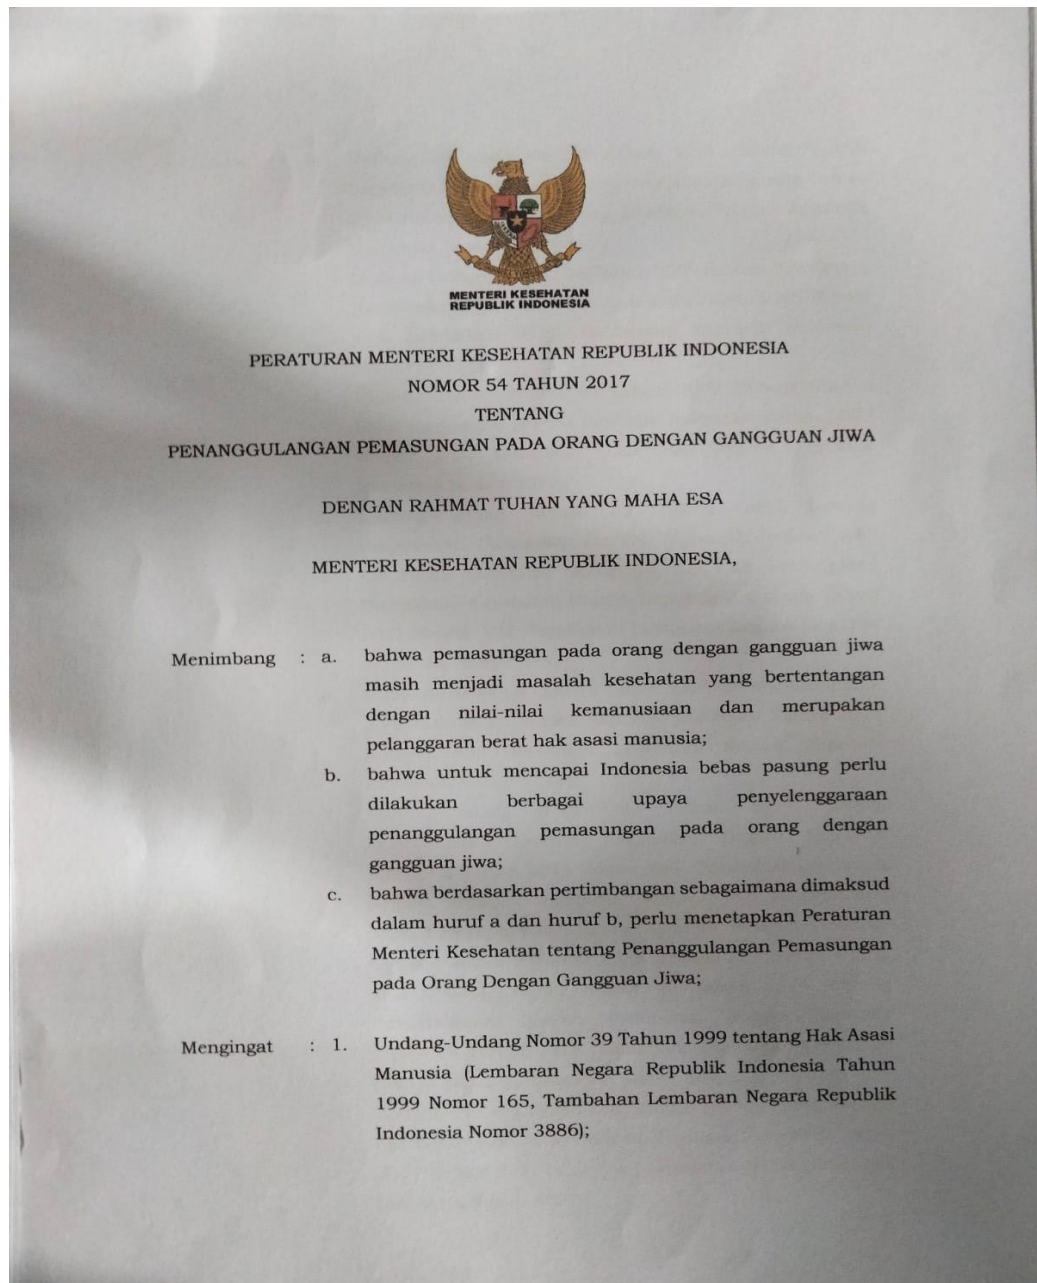 MENTERI KESEHATAN
REPUBLIK INDONESIA
PERATURAN MENTERI KESEHATAN REPUBLIK INDONESIA
NOMOR 54 TAHUN 2017
TENTANG
PENANGGULANGAN PEMASUNGAN PADA ORANG DENGAN GANGGUAN JIWA
DENGAN RAHMAT TUHAN YANG MAHA ESA
MENTERI KESEHATAN REPUBLIK INDONESIA,
Menimbang : a. bahwa pemasungan pada orang dengan gangguan jiwa
masih menjadi masalah kesehatan yang bertentangan
dengan nilai-nilai kemanusiaan dan merupakan
pelanggaran berat hak asasi manusia;
b. bahwa untuk mencapai Indonesia bebas pasung perlu
dilakukan berbagai upaya penyelenggaraan
penanggulangan pemasungan pada orang dengan
gangguan jiwa;
c. bahwa berdasarkan pertimbangan sebagaimana dimaksud
dalam huruf a dan huruf b, perlu menetapkan Peraturan
Menteri Kesehatan tentang Penanggulangan Pemasungan
pada Orang Dengan Gangguan Jiwa;
Mengingat : 1. Undang-Undang Nomor 39 Tahun 1999 tentang Hak Asasi
Manusia (Lembaran Negara Republik Indonesia Tahun
1999 Nomor 165, Tambahan Lembaran Negara Republik
Indonesia Nomor 3886);